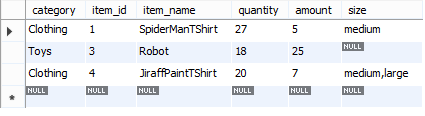 category item_id item_name quantity amount size
Clothing 1 SpiderManTShirt 27 5 medium
Toys 3 Robot 18 25 NULL
Clothing 4 JiraffPaintTShirt 20 7 medium,large
NULL NULL NULL NULL NULL NULL